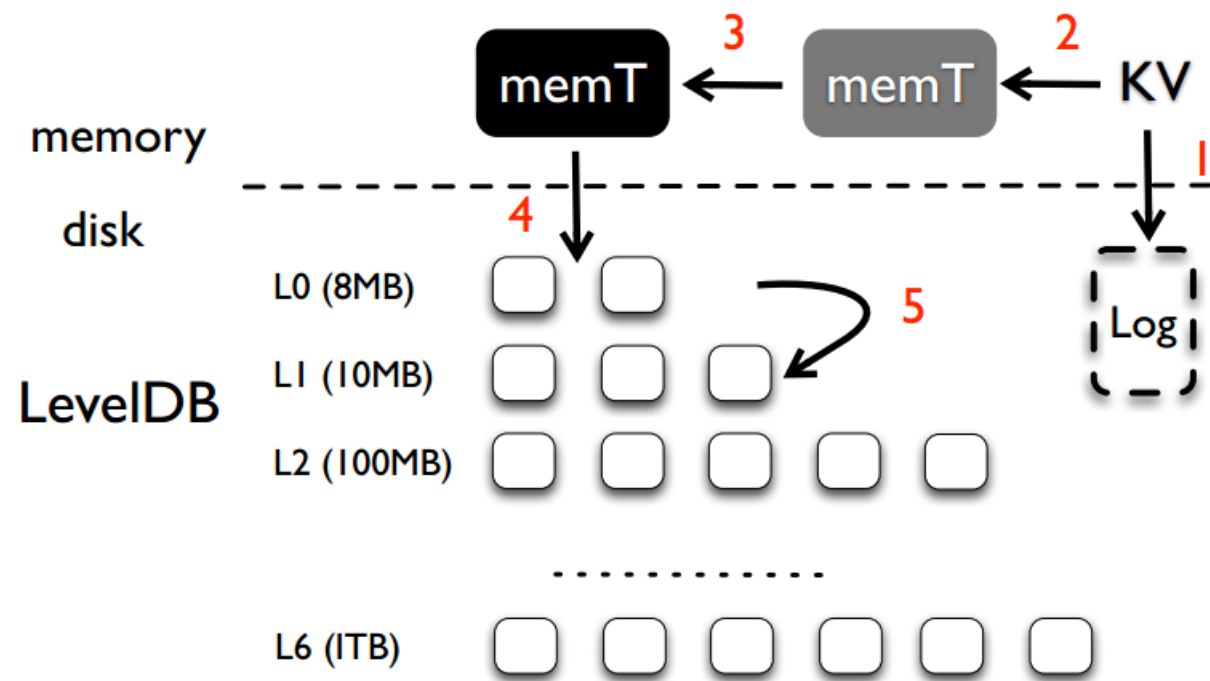 3
2
memT
memT
KV
memory
1
disk
4
L0 (8MB)
5
Log
L1 (10MB)
LevelDB
L2 (100MB)
L6 (1TB)